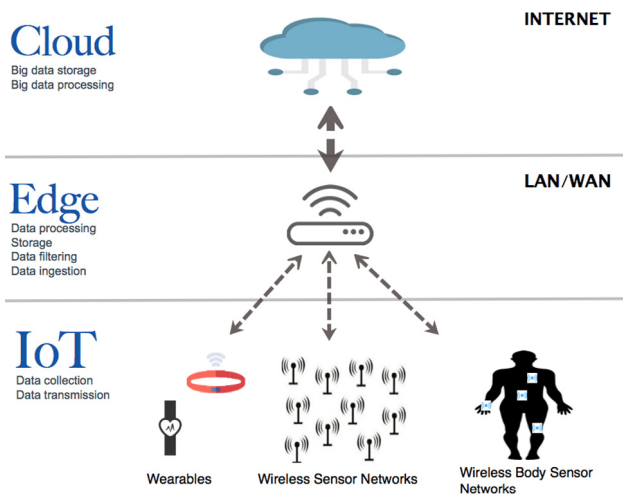 INTERNET
Cloud
Big data storage
Big data processing
LAN/WAN
Edge
Data processing
Storage
Data filtering
Data ingestion
IoT
Data collection
Data transmission
Wearables
Wireless Sensor Networks
Wireless Body Sensor
Networks